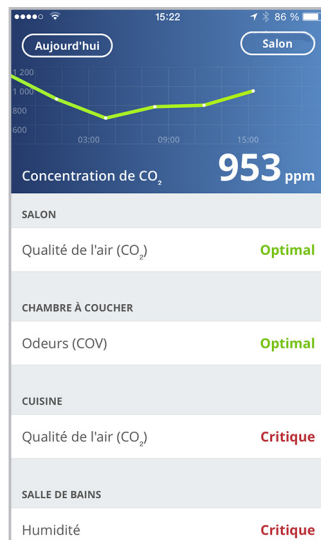 15:22 86 %
Aujourd'hui Salon
1 200
1 000
800
600
03:00 09:00 15:00
Concentration de CO₂ 953 ppm
SALON
Qualité de l'air (CO₂) Optimal
CHAMBRE À COUCHER
Odeurs (COV) Optimal
CUISINE
Qualité de l'air (CO₂) Critique
SALLE DE BAINS
Humidité Critique